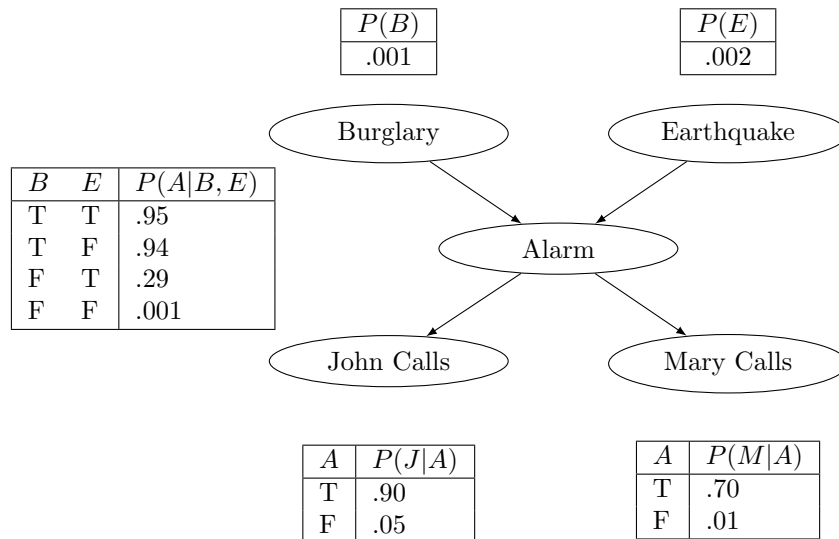 P(B)
.001
P(E)
.002
Burglary
Earthquake
B E P(A|B, E)
T T .95
T F .94
F T .29
F F .001
Alarm
John Calls
Mary Calls
A P(J|A)
T .90
F .05
A P(M|A)
T .70
F .01